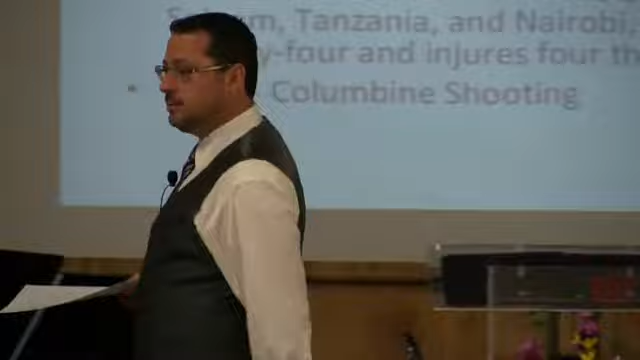 Tanzania, and Nairobi,
-four and injures four th
Columbine Shooting